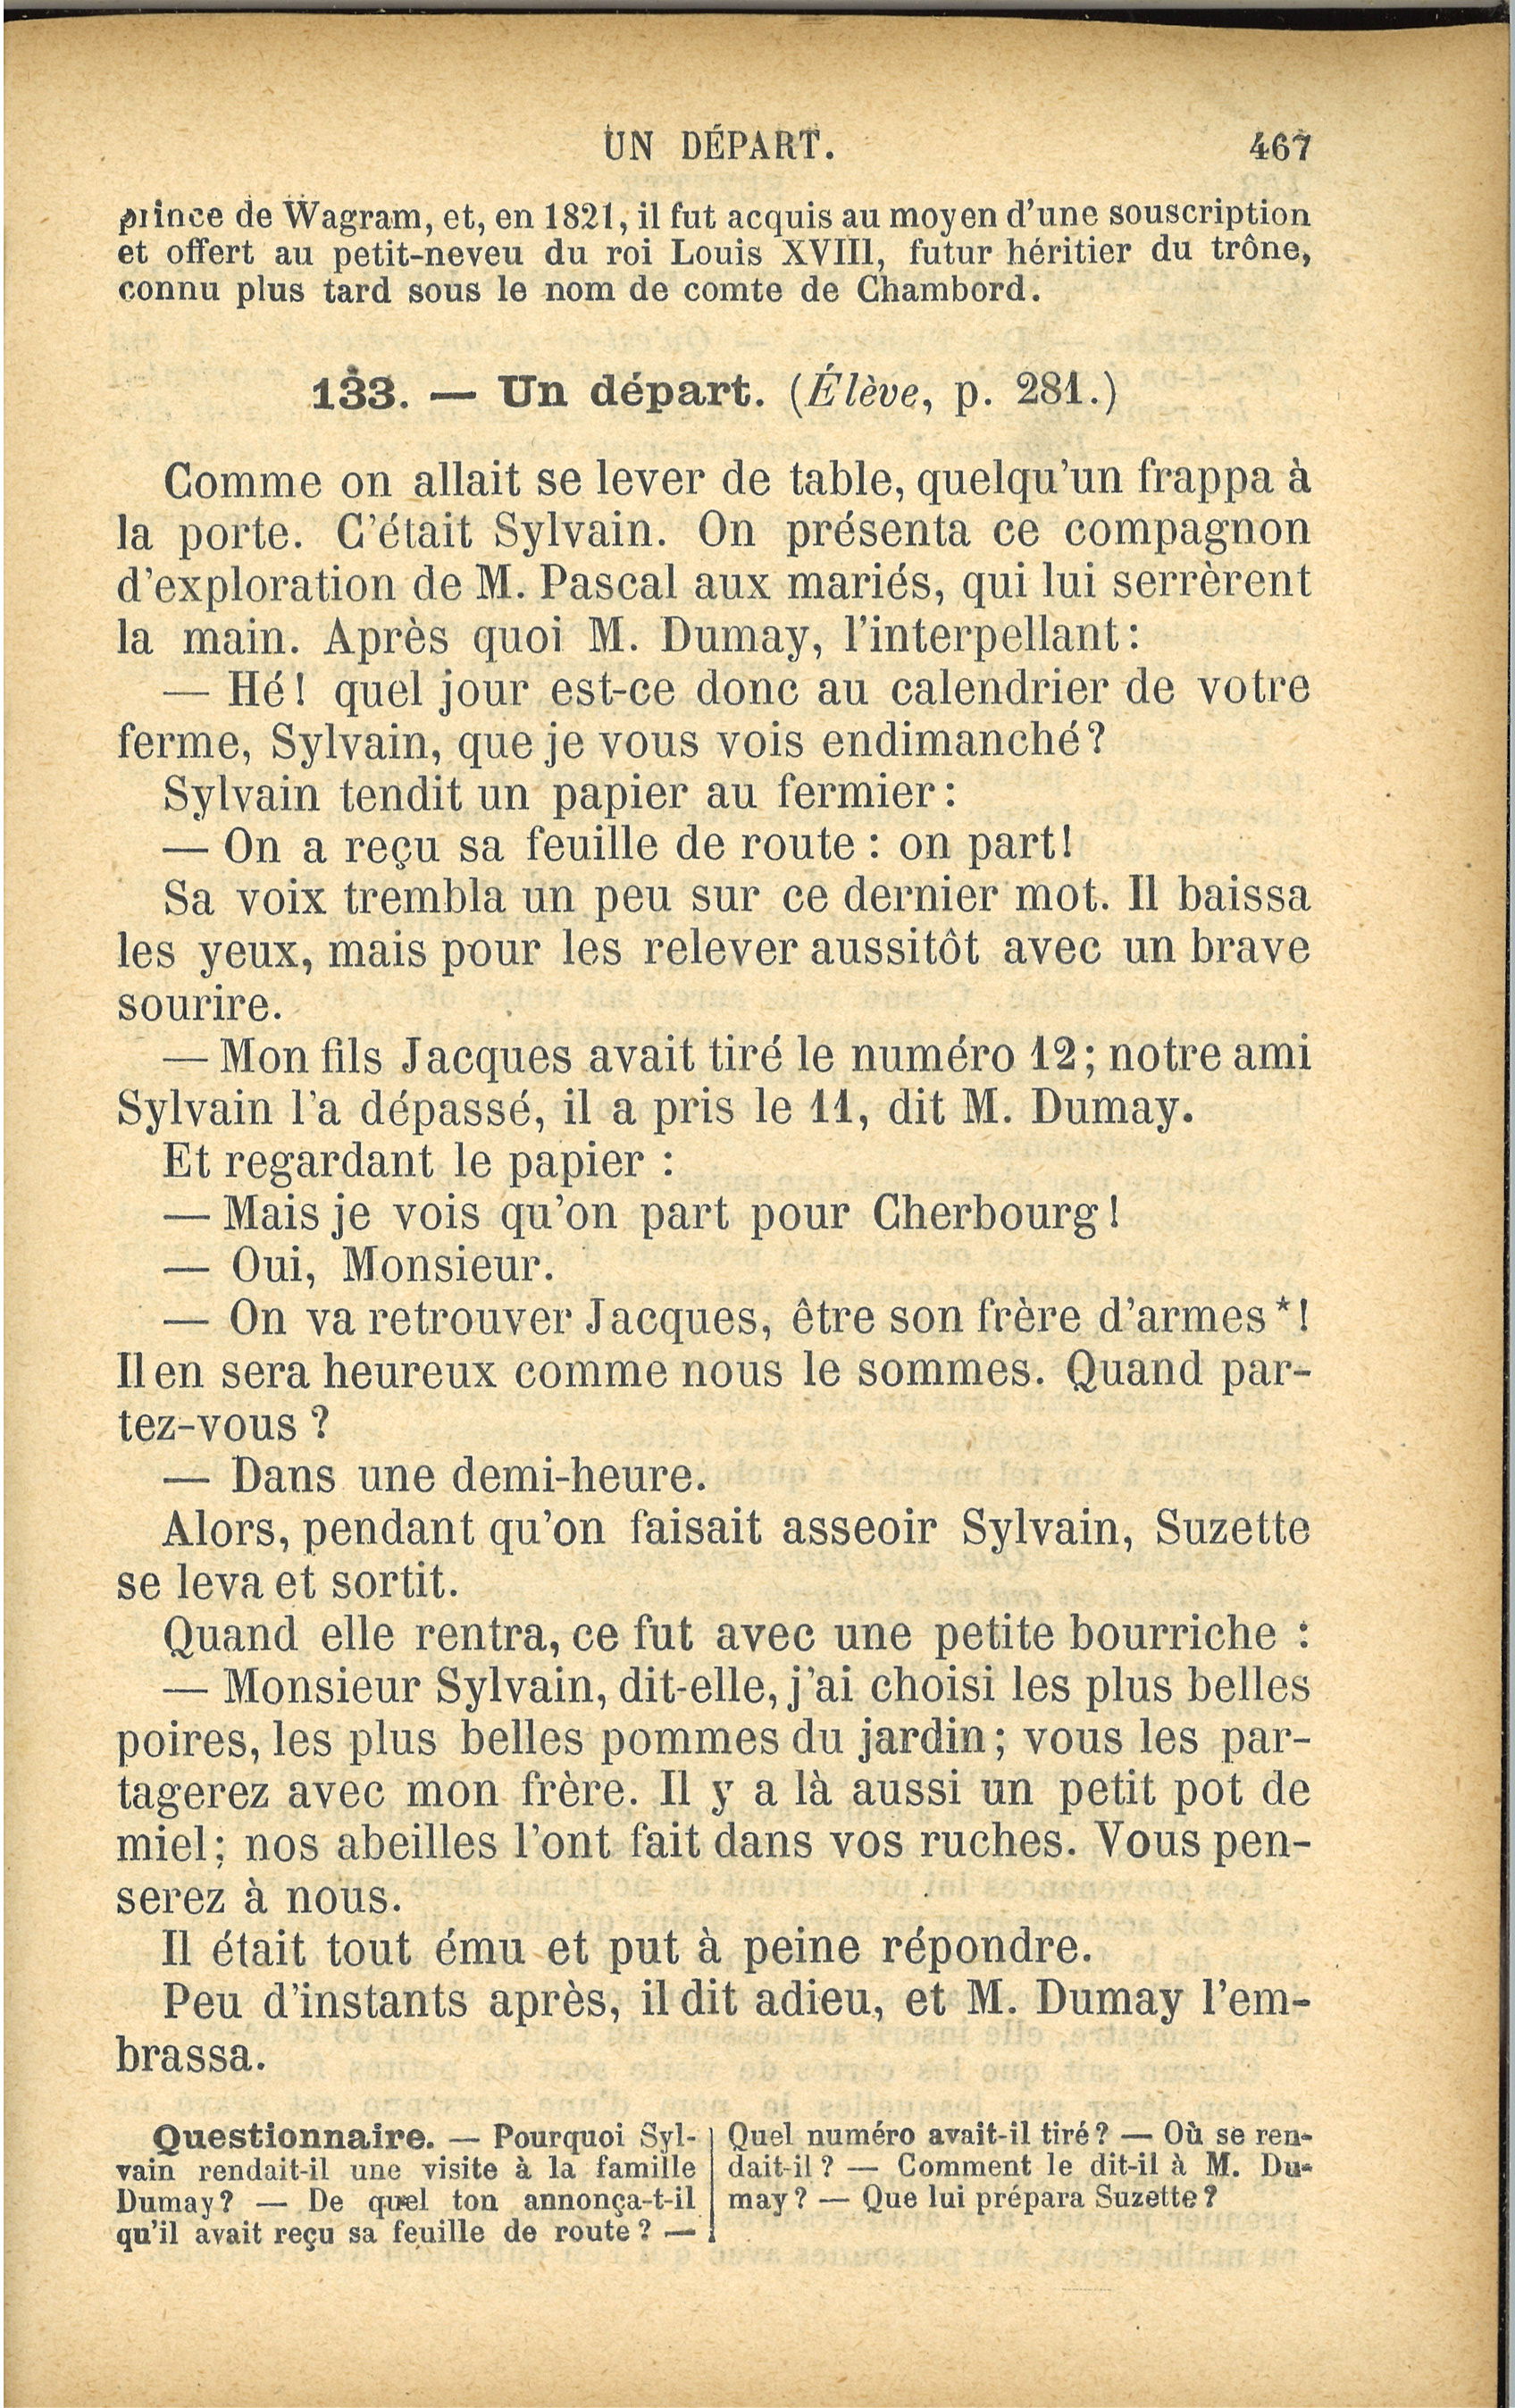 UN DÉPART. 467
prince de Wagram, et, en 1821, il fut acquis au moyen d'une souscription
et offert au petit-neveu du roi Louis XVIII, futur héritier du trône,
connu plus tard sous le nom de comte de Chambord.
133. — Un départ. (Élève, p. 281.)
Comme on allait se lever de table, quelqu'un frappa à
la porte. C'était Sylvain. On présenta ce compagnon
d'exploration de M. Pascal aux mariés, qui lui serrèrent
la main. Après quoi M. Dumay, l'interpellant :
— Hé ! quel jour est-ce donc au calendrier de votre
ferme, Sylvain, que je vous vois endimanché ?
Sylvain tendit un papier au fermier :
— On a reçu sa feuille de route : on part !
Sa voix trembla un peu sur ce dernier mot. Il baissa
les yeux, mais pour les relever aussitôt avec un brave
sourire.
— Mon fils Jacques avait tiré le numéro 12 ; notre ami
Sylvain l'a dépassé, il a pris le 11, dit M. Dumay.
Et regardant le papier :
— Mais je vois qu'on part pour Cherbourg !
— Oui, Monsieur.
— On va retrouver Jacques, être son frère d'armes* !
Il en sera heureux comme nous le sommes. Quand par-
tez-vous ?
— Dans une demi-heure.
Alors, pendant qu'on faisait asseoir Sylvain, Suzette
se leva et sortit.
Quand elle rentra, ce fut avec une petite bourriche :
— Monsieur Sylvain, dit-elle, j'ai choisi les plus belles
poires, les plus belles pommes du jardin ; vous les par-
tagerez avec mon frère. Il y a là aussi un petit pot de
miel ; nos abeilles l'ont fait dans vos ruches. Vous pen-
serez à nous.
Il était tout ému et put à peine répondre.
Peu d'instants après, il dit adieu, et M. Dumay l'em-
brassa.
Questionnaire. — Pourquoi Syl-
vain rendait-il une visite à la famille
Dumay ? — De quel ton annonça-t-il
qu'il avait reçu sa feuille de route ? —
Quel numéro avait-il tiré ? — Où se ren-
dait-il ? — Comment le dit-il à M. Du-
may ? — Que lui prépara Suzette ?